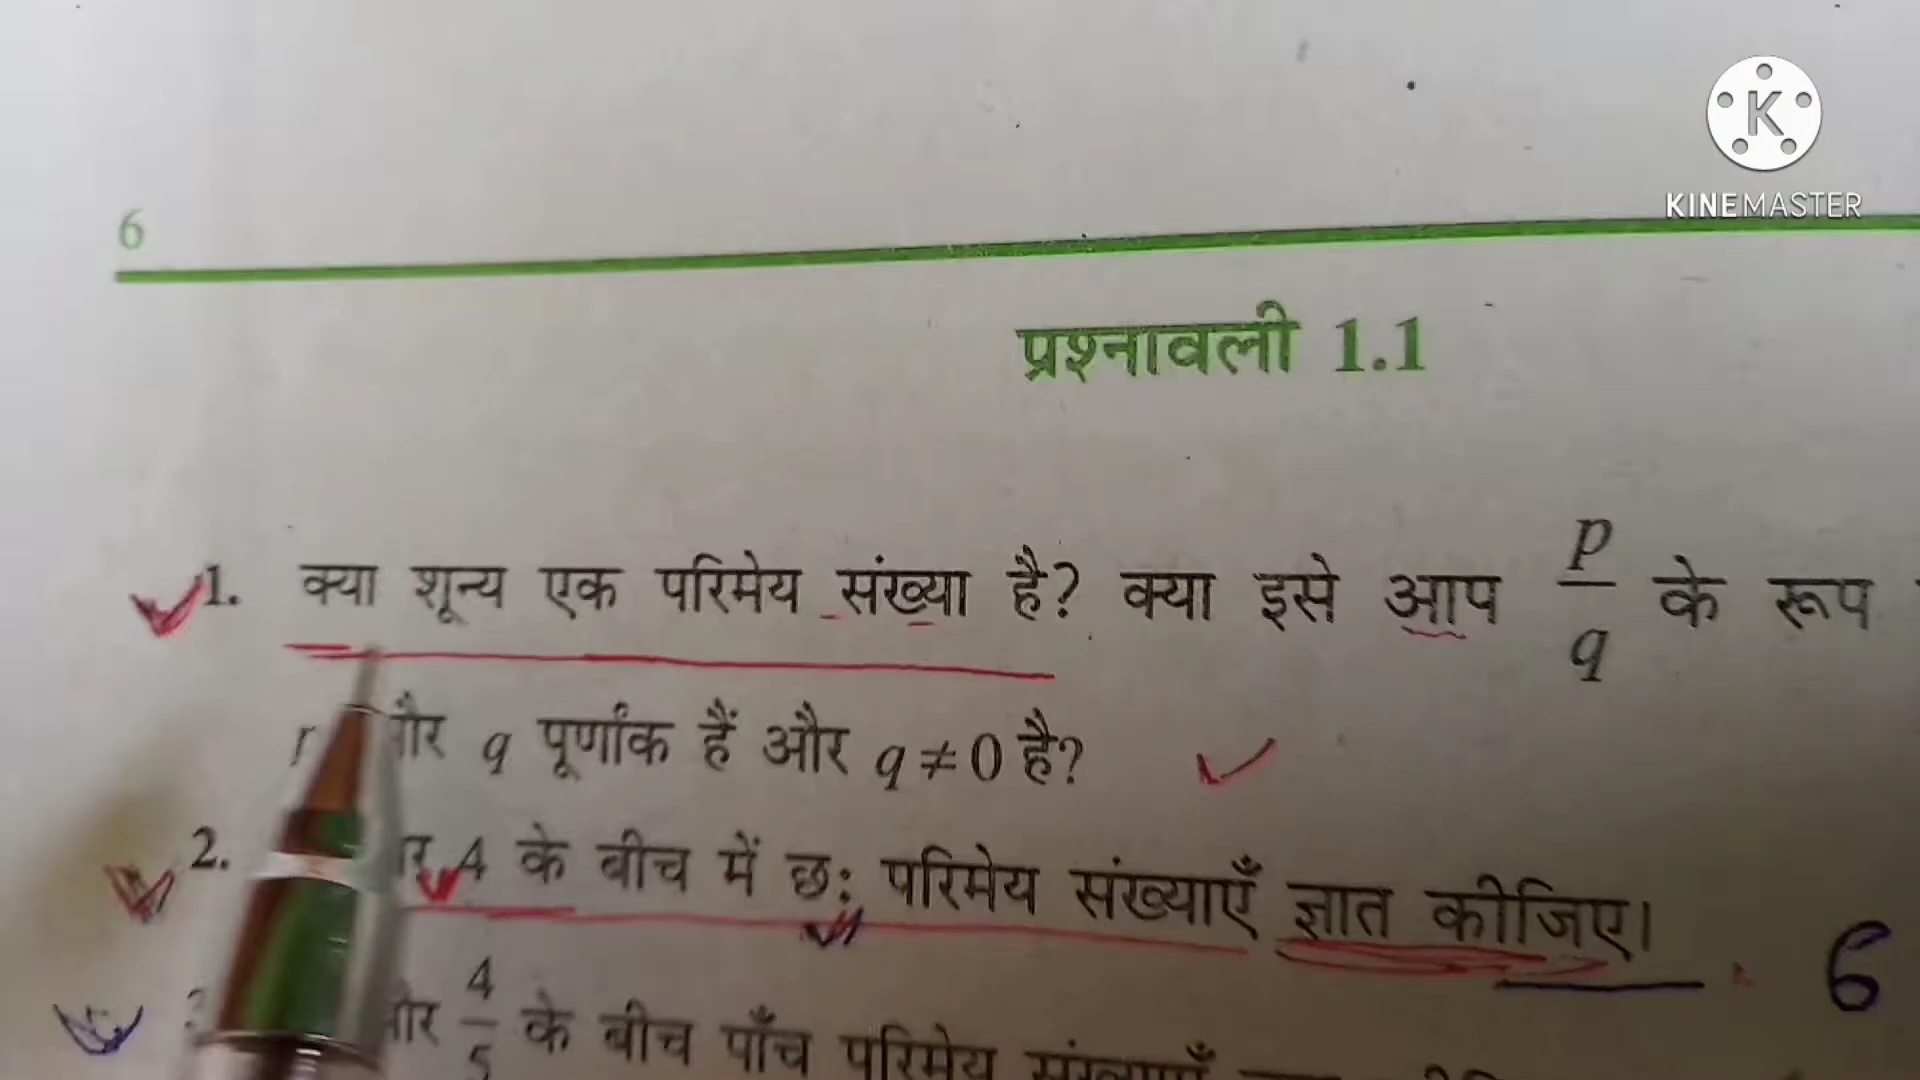 KINEMASTER
6
प्रश्नावली 1.1
1. क्या शून्य एक परिमेय संख्या है? क्या इसे आप p/q के रूप
और q पूर्णांक हैं और q ≠ 0 है?
2. 4 के बीच में छः परिमेय संख्याएँ ज्ञात कीजिए। 6
और 4/5 के बीच पाँच परिमेय संख्याएँ